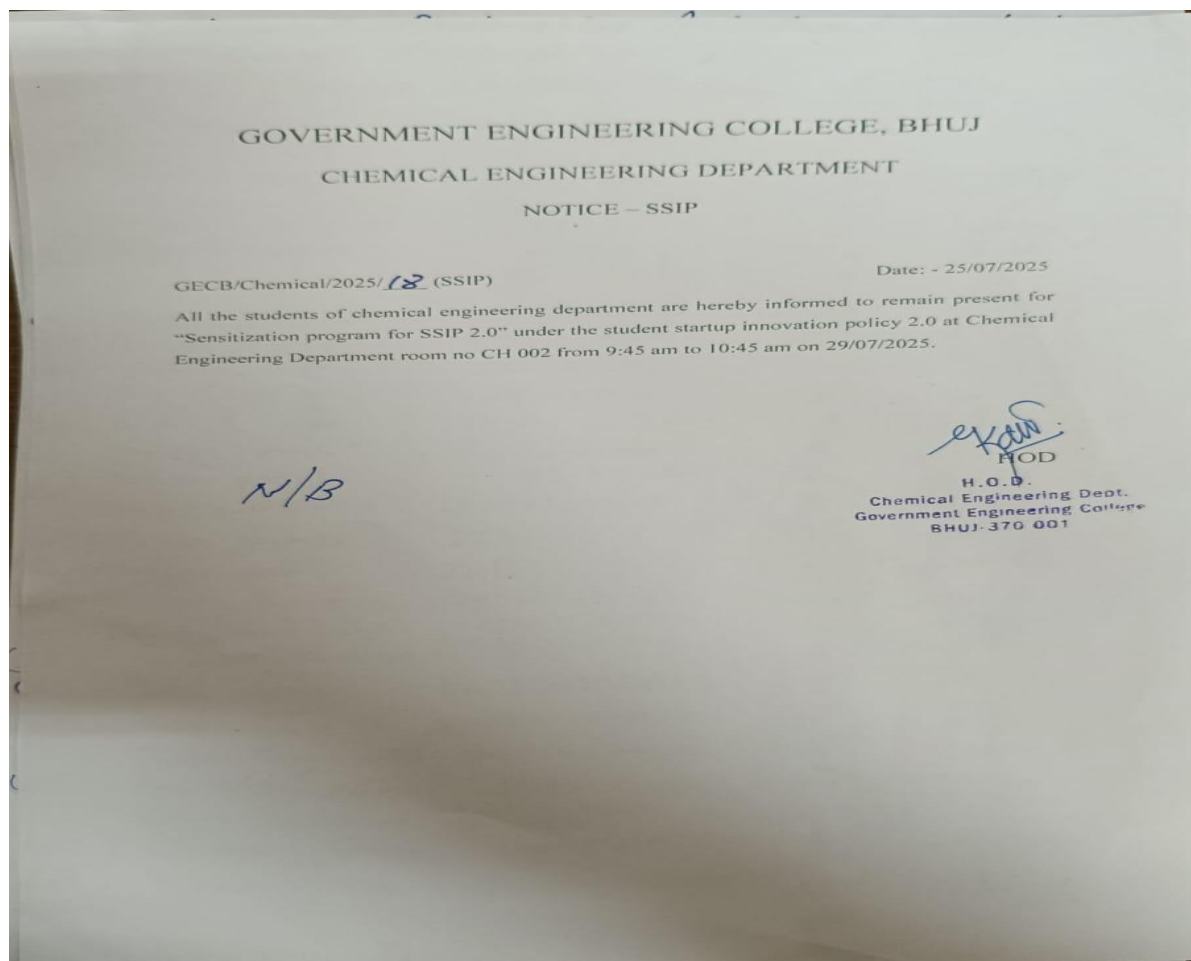 GOVERNMENT ENGINEERING COLLEGE, BHUJ
CHEMICAL ENGINEERING DEPARTMENT
NOTICE – SSIP
GECB/Chemical/2025/ 18 (SSIP)
Date: - 25/07/2025
All the students of chemical engineering department are hereby informed to remain present for
“Sensitization program for SSIP 2.0” under the student startup innovation policy 2.0 at Chemical
Engineering Department room no CH 002 from 9:45 am to 10:45 am on 29/07/2025.
HOD
N/B
H.O.D.
Chemical Engineering Dept.
Government Engineering College
BHUJ-370 001